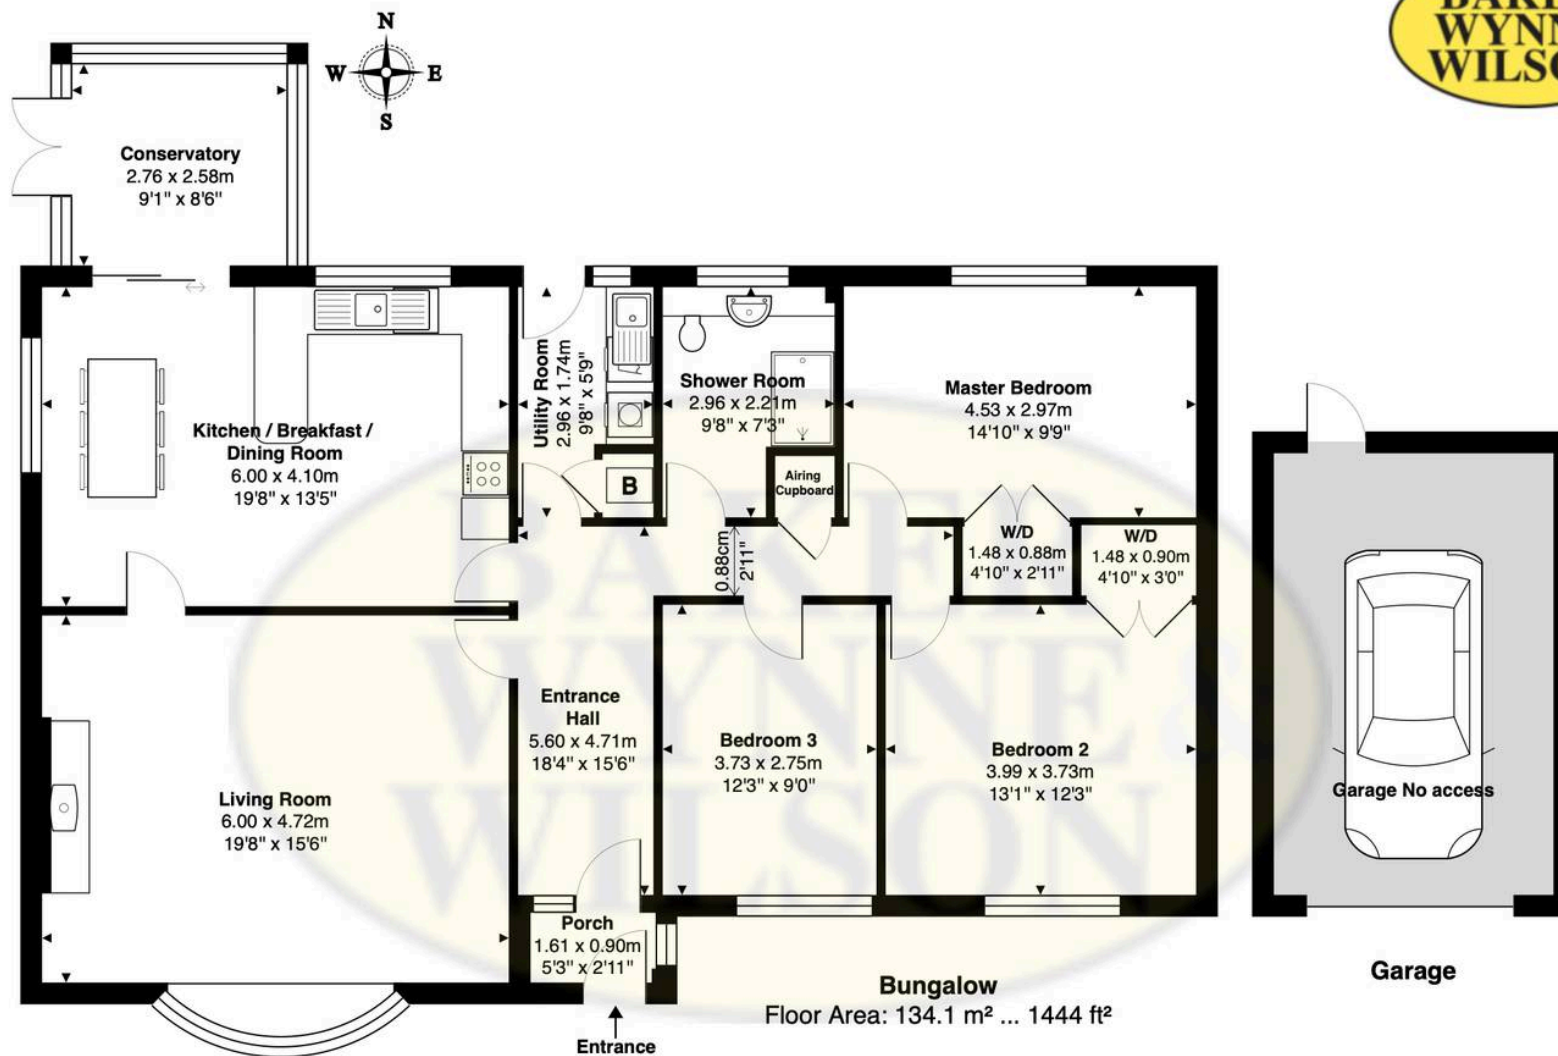 BAKER
WYNNE
WILSON
N
W E
S
Conservatory
2.76 x 2.58m
9'1" x 8'6"
Kitchen / Breakfast /
Dining Room
6.00 x 4.10m
19'8" x 13'5"
Utility Room
2.96 x 1.74m
9'8" x 5'9"
B
Shower Room
2.96 x 2.21m
9'8" x 7'3"
Airing
Cupboard
Master Bedroom
4.53 x 2.97m
14'10" x 9'9"
W/D
1.48 x 0.88m
4'10" x 2'11"
W/D
1.48 x 0.90m
4'10" x 3'0"
0.88cm
2'11"
Entrance
Hall
5.60 x 4.71m
18'4" x 15'6"
Living Room
6.00 x 4.72m
19'8" x 15'6"
Bedroom 3
3.73 x 2.75m
12'3" x 9'0"
Bedroom 2
3.99 x 3.73m
13'1" x 12'3"
Porch
1.61 x 0.90m
5'3" x 2'11"
Entrance
Garage No access
Garage
Bungalow
Floor Area: 134.1 m² ... 1444 ft²
BAKER
WYNNE &
WILSON